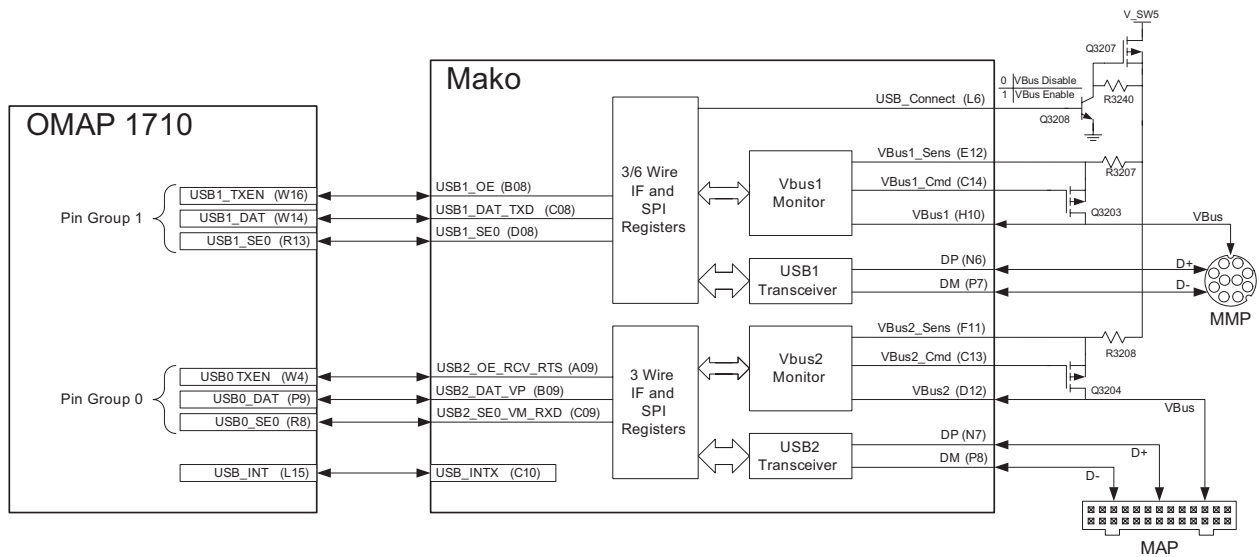 V_SW5
Q3207
Mako
0 VBus Disable
1 VBus Enable
R3240
USB_Connect (L6)
Q3208
OMAP 1710
3/6 Wire
IF and
SPI
Registers
VBus1_Sens (E12)
R3207
Vbus1
Monitor
VBus1_Cmd (C14)
Q3203
USB1_TXEN (W16)
USB1_OE (B08)
Pin Group 1
USB1_DAT (W14)
USB1_DAT_TXD (C08)
VBus1 (H10)
VBus
USB1_SE0 (R13)
USB1_SE0 (D08)
USB1
Transceiver
DP (N6)
D+
DM (P7)
D-
MMP
VBus2_Sens (F11)
R3208
3 Wire
IF and
SPI
Registers
Vbus2
Monitor
VBus2_Cmd (C13)
Q3204
USB0 TXEN (W4)
USB2_OE_RCV_RTS (A09)
Pin Group 0
USB0_DAT (P9)
USB2_DAT_VP (B09)
VBus2 (D12)
VBus
USB0_SE0 (R8)
USB2_SE0_VM_RXD (C09)
USB2
Transceiver
DP (N7)
D+
DM (P8)
D-
USB_INT (L15)
USB_INTX (C10)
MAP